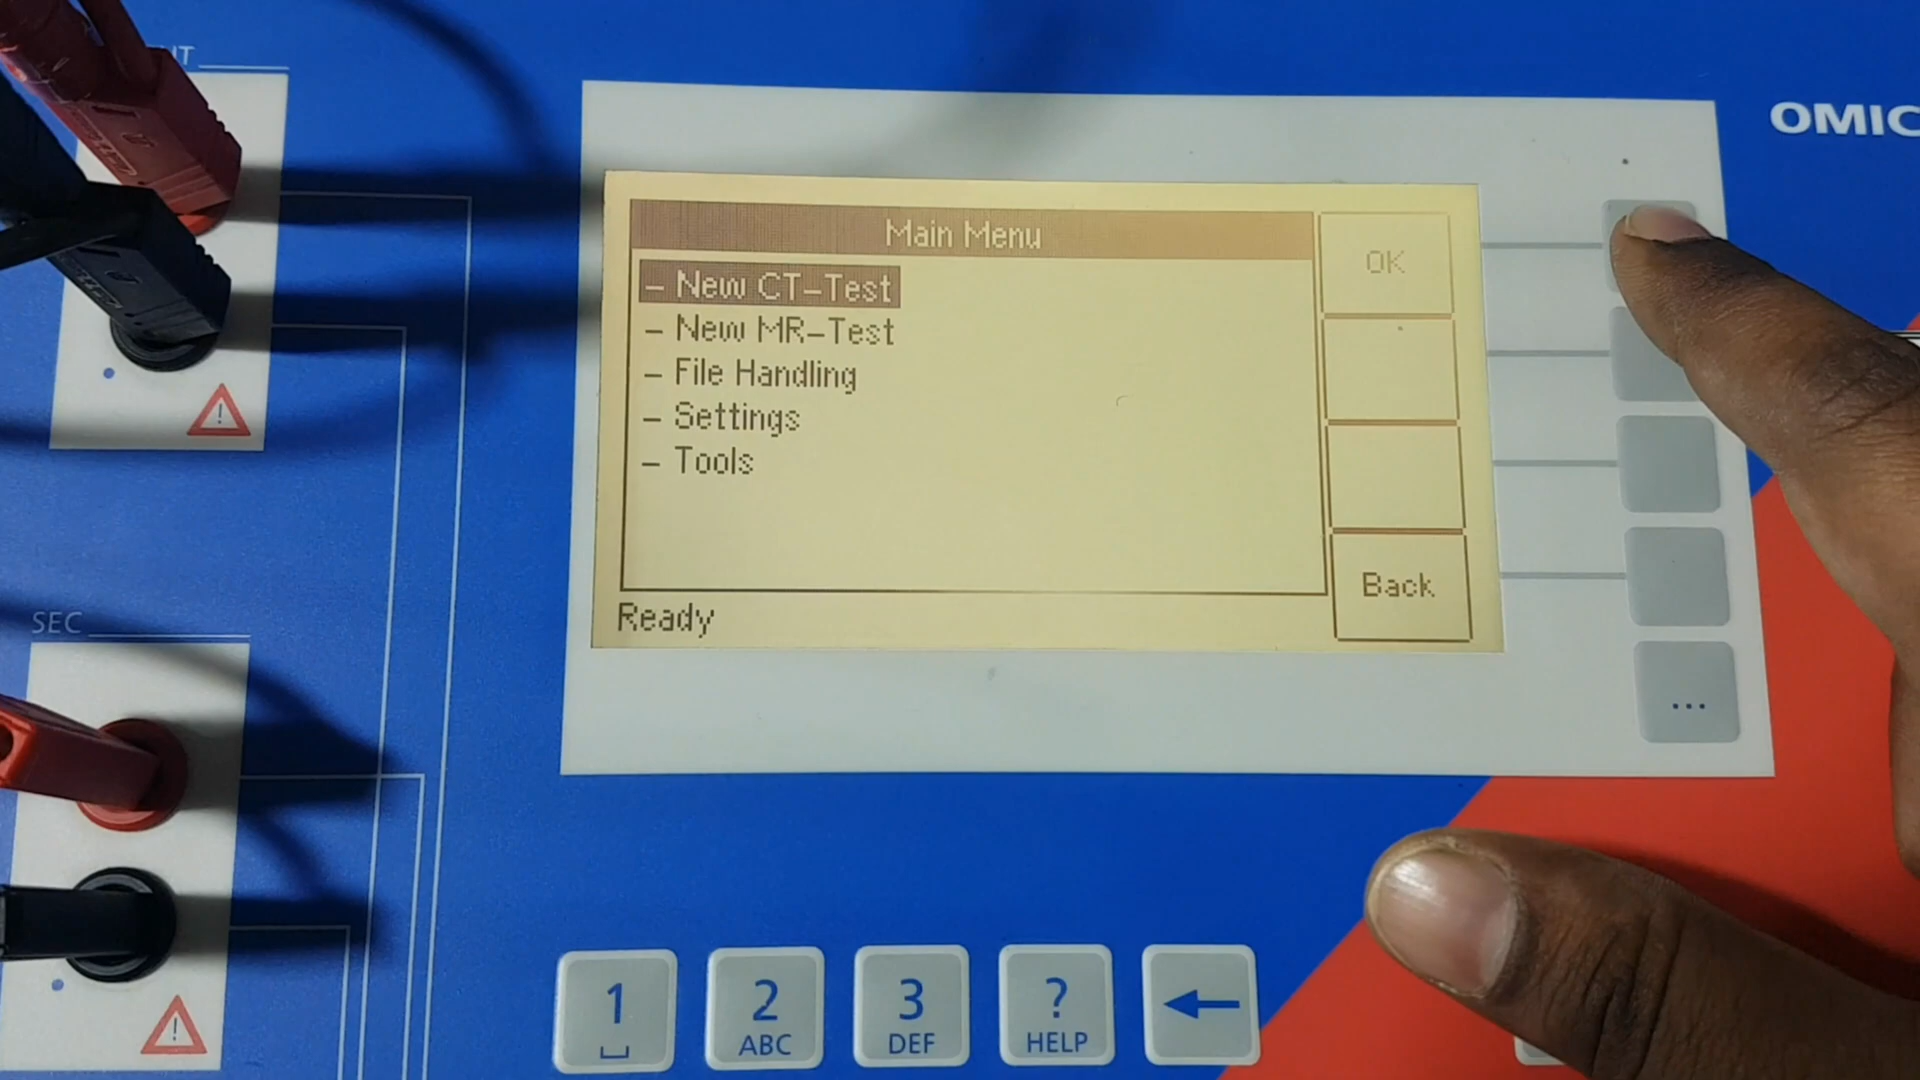 OMIC
Main Menu
OK
– New CT–Test
– New MR–Test
– File Handling
– Settings
– Tools
Back
Ready
...
SEC
1
2
ABC
3
DEF
?
HELP